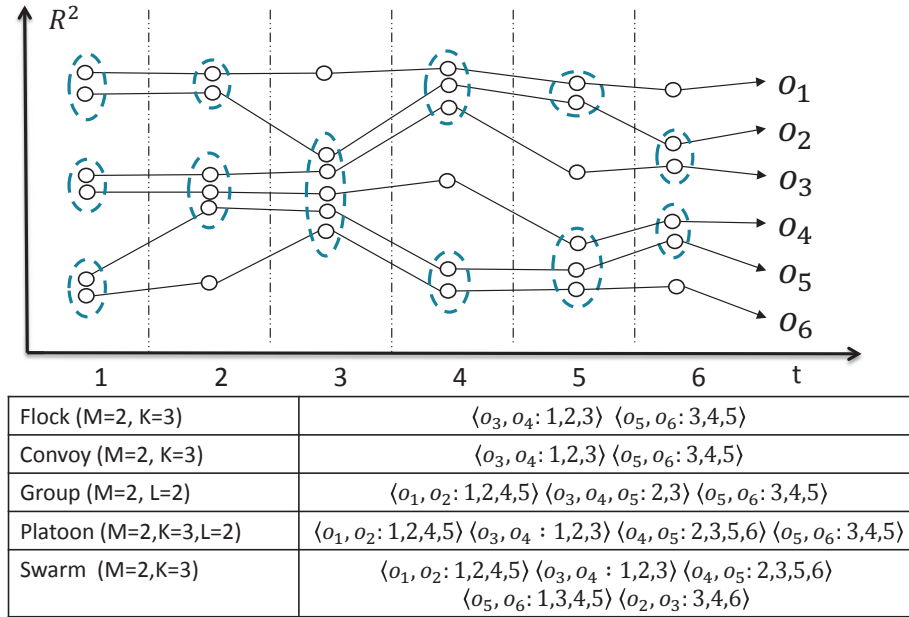 R²
o₁
o₂
o₃
o₄
o₅
o₆
1 2 3 4 5 6 t
Flock (M=2, K=3) ⟨o₃, o₄: 1,2,3⟩ ⟨o₅, o₆: 3,4,5⟩
Convoy (M=2, K=3) ⟨o₃, o₄: 1,2,3⟩ ⟨o₅, o₆: 3,4,5⟩
Group (M=2, L=2) ⟨o₁, o₂: 1,2,4,5⟩ ⟨o₃, o₄, o₅: 2,3⟩ ⟨o₅, o₆: 3,4,5⟩
Platoon (M=2,K=3,L=2) ⟨o₁, o₂: 1,2,4,5⟩ ⟨o₃, o₄ : 1,2,3⟩ ⟨o₄, o₅: 2,3,5,6⟩ ⟨o₅, o₆: 3,4,5⟩
Swarm (M=2,K=3) ⟨o₁, o₂: 1,2,4,5⟩ ⟨o₃, o₄ : 1,2,3⟩ ⟨o₄, o₅: 2,3,5,6⟩
⟨o₅, o₆: 1,3,4,5⟩ ⟨o₂, o₃: 3,4,6⟩